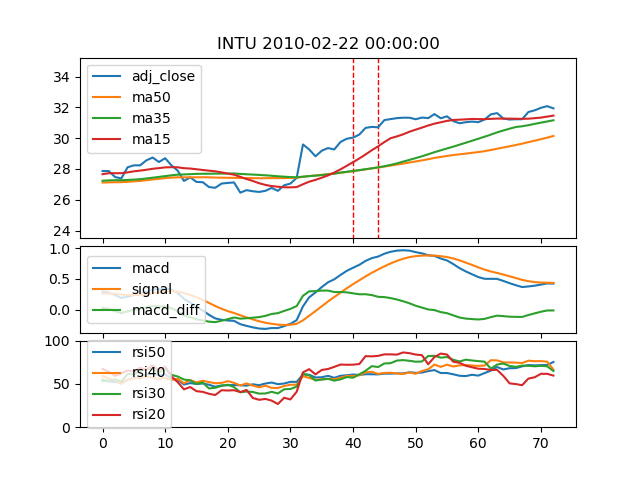 INTU 2010-02-22 00:00:00
34
32
30
28
26
24
adj_close
ma50
ma35
ma15
1.0
0.5
0.0
macd
signal
macd_diff
100
50
0
rsi50
rsi40
rsi30
rsi20
0 10 20 30 40 50 60 70